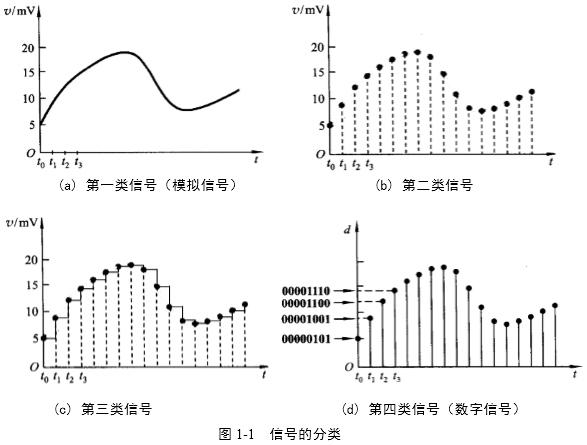 v/mV
20
15
10
5
O
t₀ t₁ t₂ t₃
t
(a) 第一类信号（模拟信号）
v/mV
20
15
10
5
O
t₀ t₁ t₂ t₃
t
(b) 第二类信号
v/mV
20
15
10
5
O
t₀ t₁ t₂ t₃
t
(c) 第三类信号
d
00001110
00001100
00001001
00000101
O
t₀ t₁ t₂ t₃
t
(d) 第四类信号（数字信号）
图 1-1 信号的分类